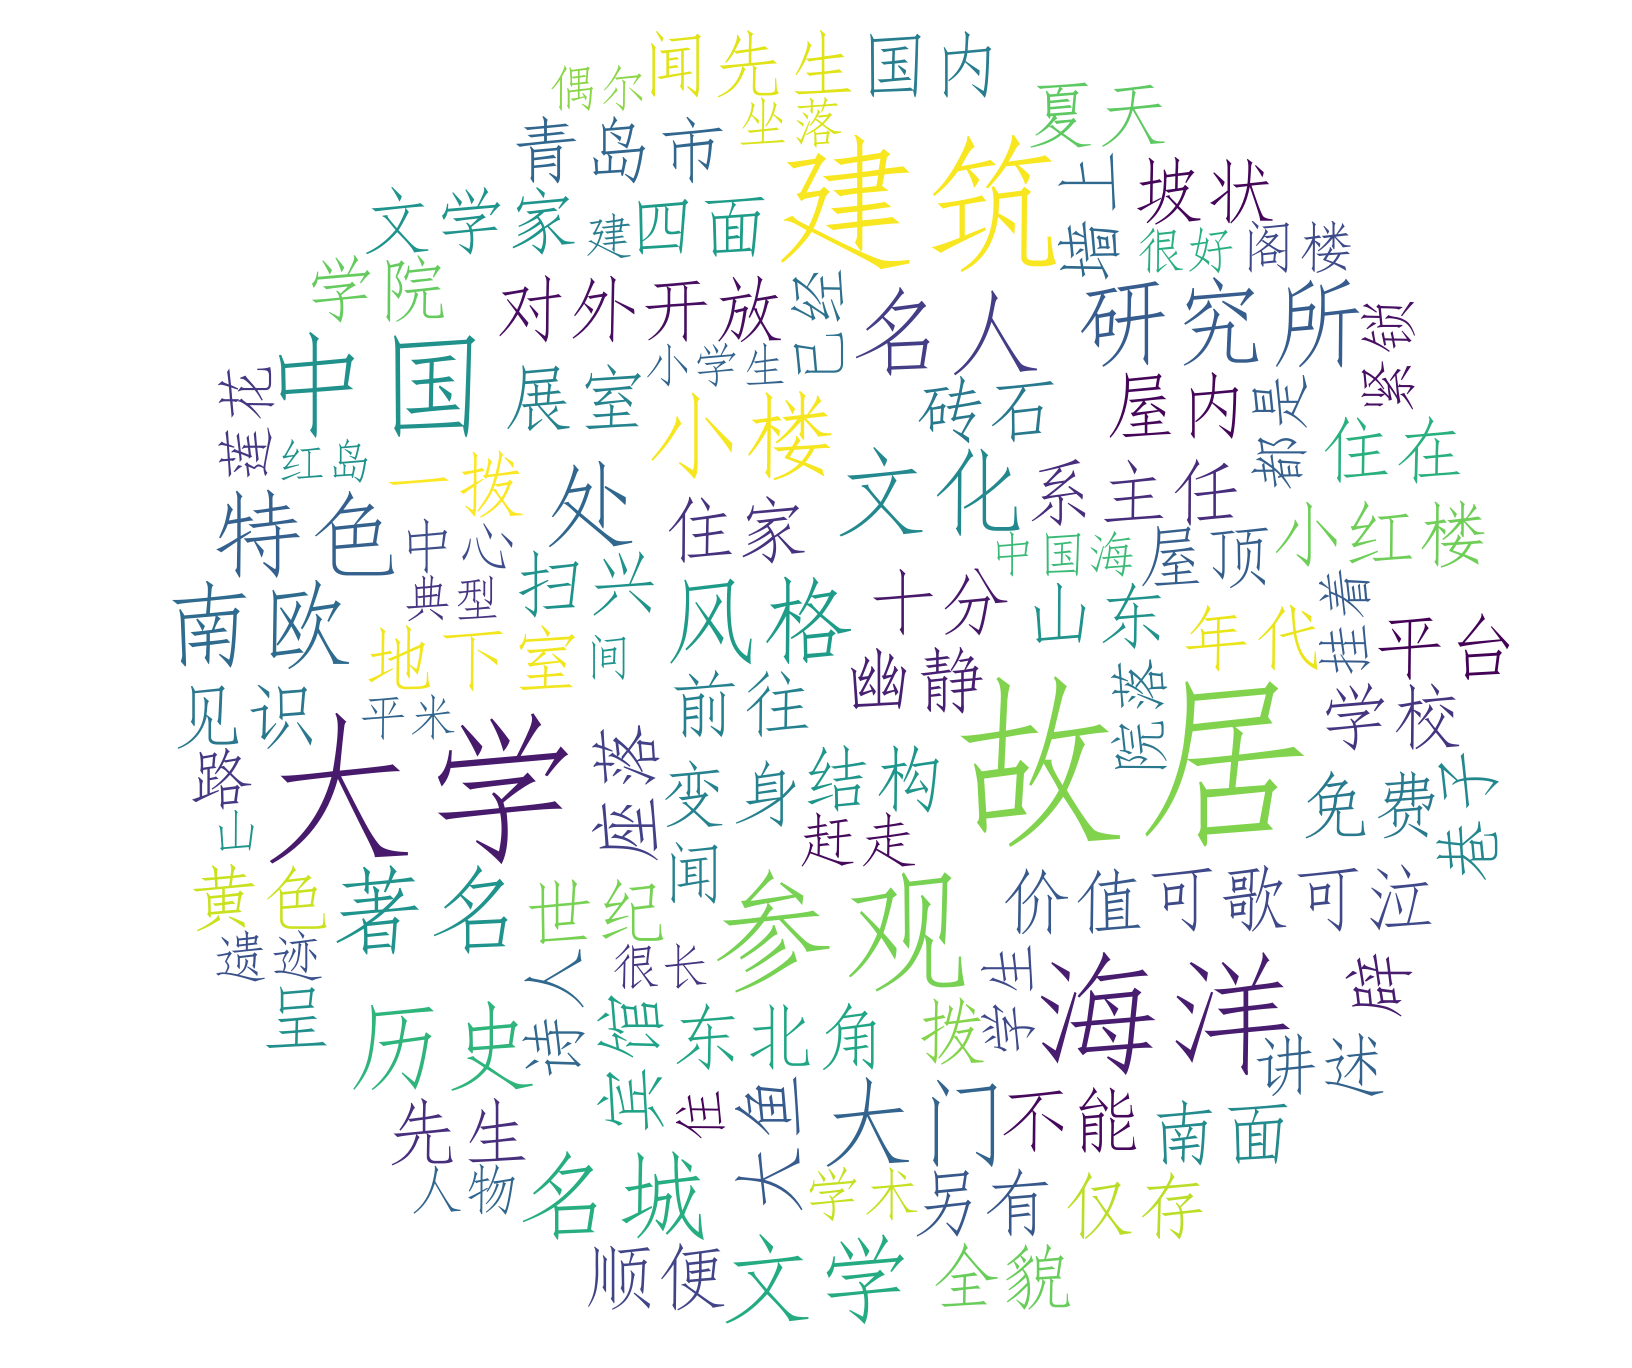 闻先生
国内
偶尔
坐落
夏天
青岛市
建筑
墙上
坡状
文学家
建
四面
很好
阁楼
学院
对外开放
已经
名人
研究所
紧锁
中国
小学生
莲花
展室
小楼
砖石
屋内
都是
住在
红岛
一拨
处
文化
系主任
特色
中心
住家
中国海
屋顶
小红楼
典型
扫兴
风格
十分
山东
年代
挂着
平台
南欧
地下室
间
幽静
院落
见识
平米
前往
故居
学校
大学
座落
路
变身
结构
免费
巷子
山
赶走
闻
黄色
著名
世纪
参观
价值
可歌可泣
遗迹
很长
学生
海洋
辟
呈
历史
诗人
宾馆
东北角
拨
讲述
先生
住
大鱼
大门
不能
南面
人物
名城
学术
另有
仅存
顺便
文学
全貌